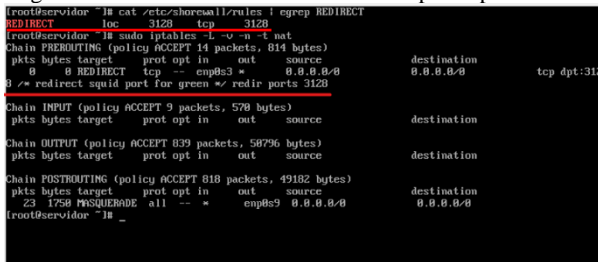 [root@servidor ~]# cat /etc/shorewall/rules | egrep REDIRECT
REDIRECT loc 3128 tcp 3128
[root@servidor ~]# sudo iptables -L -v -n -t nat
Chain PREROUTING (policy ACCEPT 14 packets, 814 bytes)
pkts bytes target prot opt in out source destination
0 0 REDIRECT tcp -- enp0s3 * 0.0.0.0/0 0.0.0.0/0 tcp dpt:312
8 /* redirect squid port for green */ redir ports 3128
Chain INPUT (policy ACCEPT 9 packets, 570 bytes)
pkts bytes target prot opt in out source destination
Chain OUTPUT (policy ACCEPT 839 packets, 50796 bytes)
pkts bytes target prot opt in out source destination
Chain POSTROUTING (policy ACCEPT 818 packets, 49182 bytes)
pkts bytes target prot opt in out source destination
23 1750 MASQUERADE all -- * enp0s9 0.0.0.0/0 0.0.0.0/0
[root@servidor ~]# _